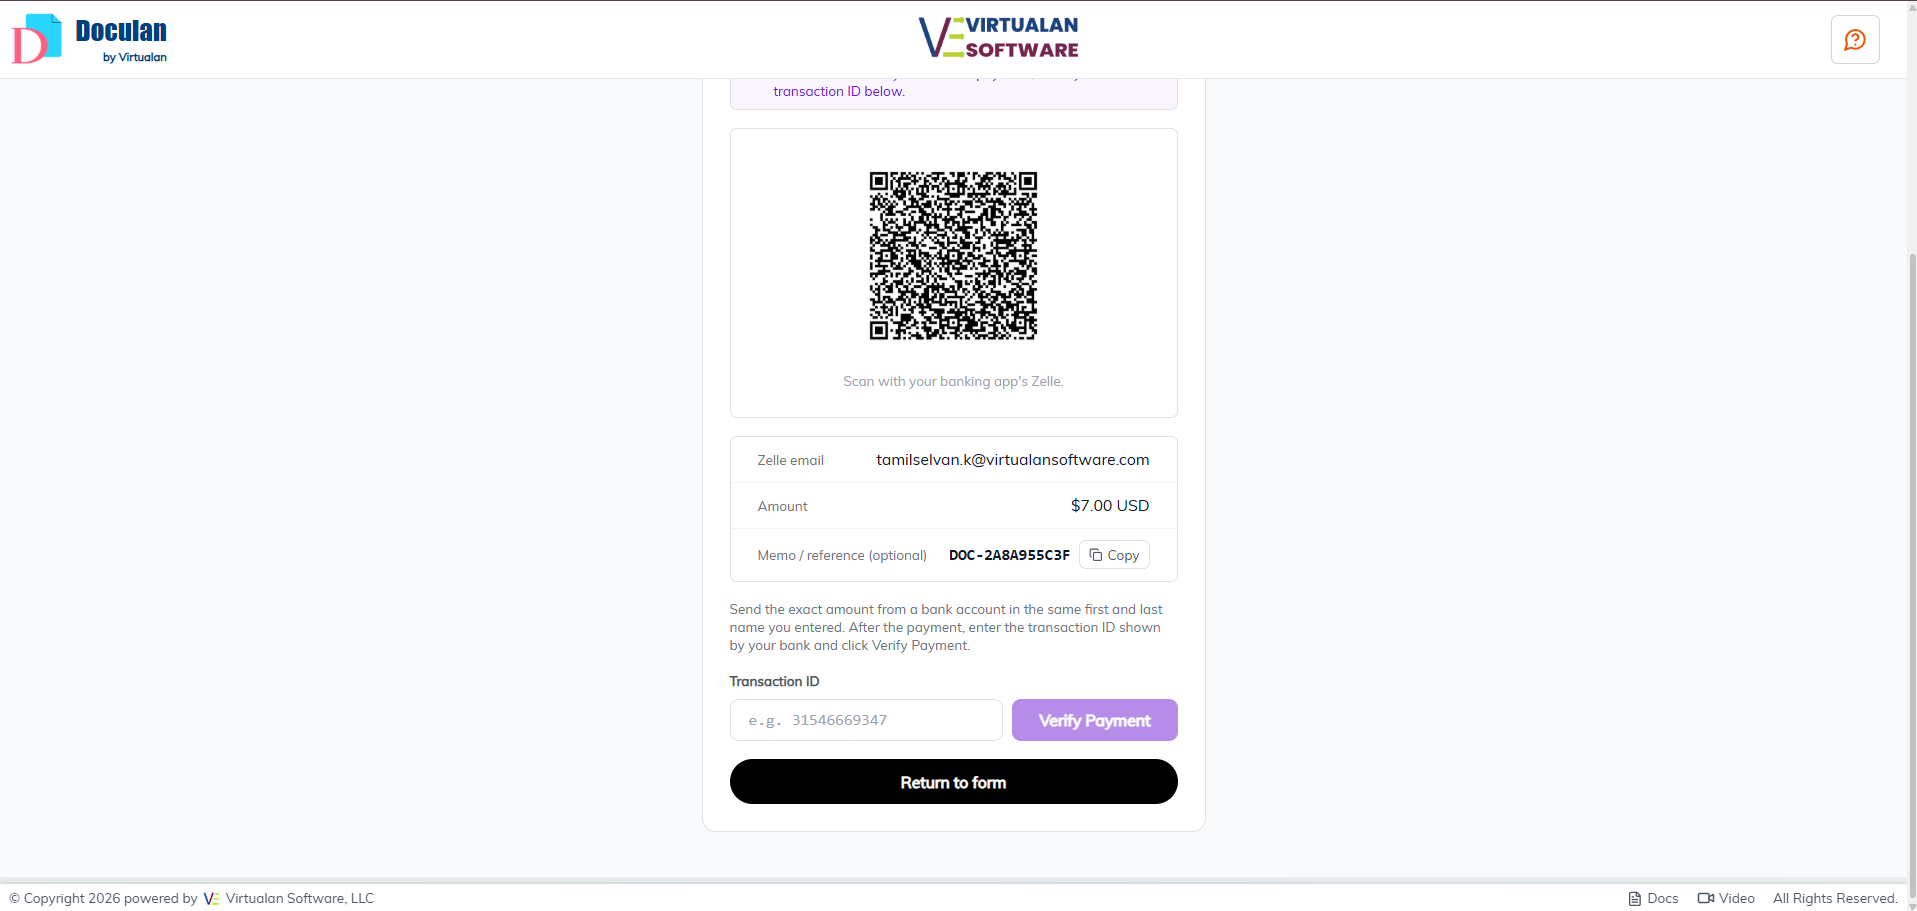 Doculan
by Virtualan
VIRTUALAN
SOFTWARE
transaction ID below.
Scan with your banking app's Zelle.
Zelle email tamilselvan.k@virtualansoftware.com
Amount $7.00 USD
Memo / reference (optional) DOC-2A8A955C3F Copy
Send the exact amount from a bank account in the same first and last
name you entered. After the payment, enter the transaction ID shown
by your bank and click Verify Payment.
Transaction ID
e.g. 31546669347 Verify Payment
Return to form
© Copyright 2026 powered by VE Virtualan Software, LLC Docs Video All Rights Reserved.